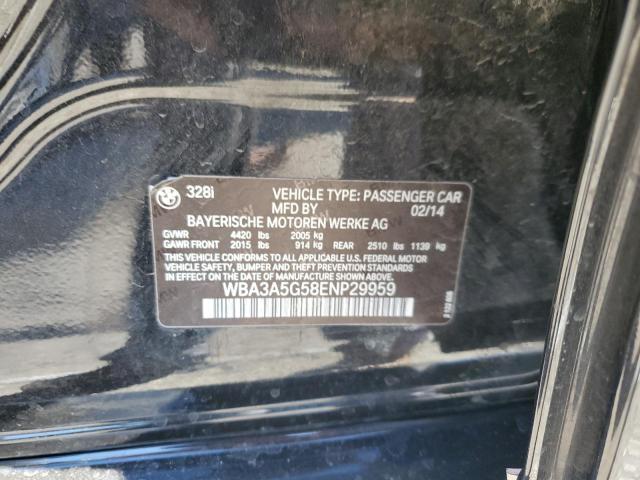 328i VEHICLE TYPE: PASSENGER CAR
MFD BY 02/14
BAYERISCHE MOTOREN WERKE AG
GVWR 4420 lbs 2005 kg
GAWR FRONT 2015 lbs 914 kg REAR 2510 lbs 1139 kg
THIS VEHICLE CONFORMS TO ALL APPLICABLE U.S. FEDERAL MOTOR
VEHICLE SAFETY, BUMPER, AND THEFT PREVENTION STANDARDS IN
EFFECT ON THE DATE OF MANUFACTURE SHOWN ABOVE.
WBA3A5G58ENP29959